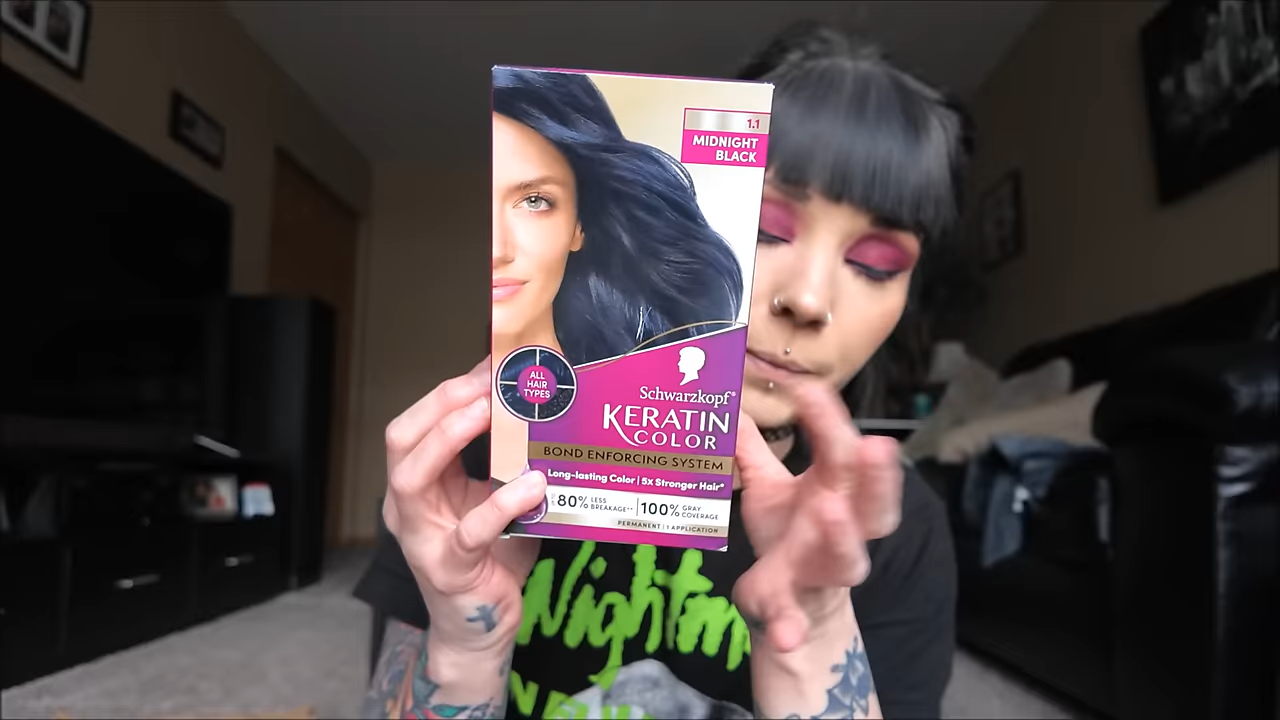 1.1
MIDNIGHT
BLACK
ALL
HAIR
TYPES
Schwarzkopf®
KERATIN
COLOR
BOND ENFORCING SYSTEM
Long-lasting Color | 5x Stronger Hair*
80% LESS BREAKAGE** | 100% GRAY COVERAGE
PERMANENT | 1 APPLICATION
Nightm